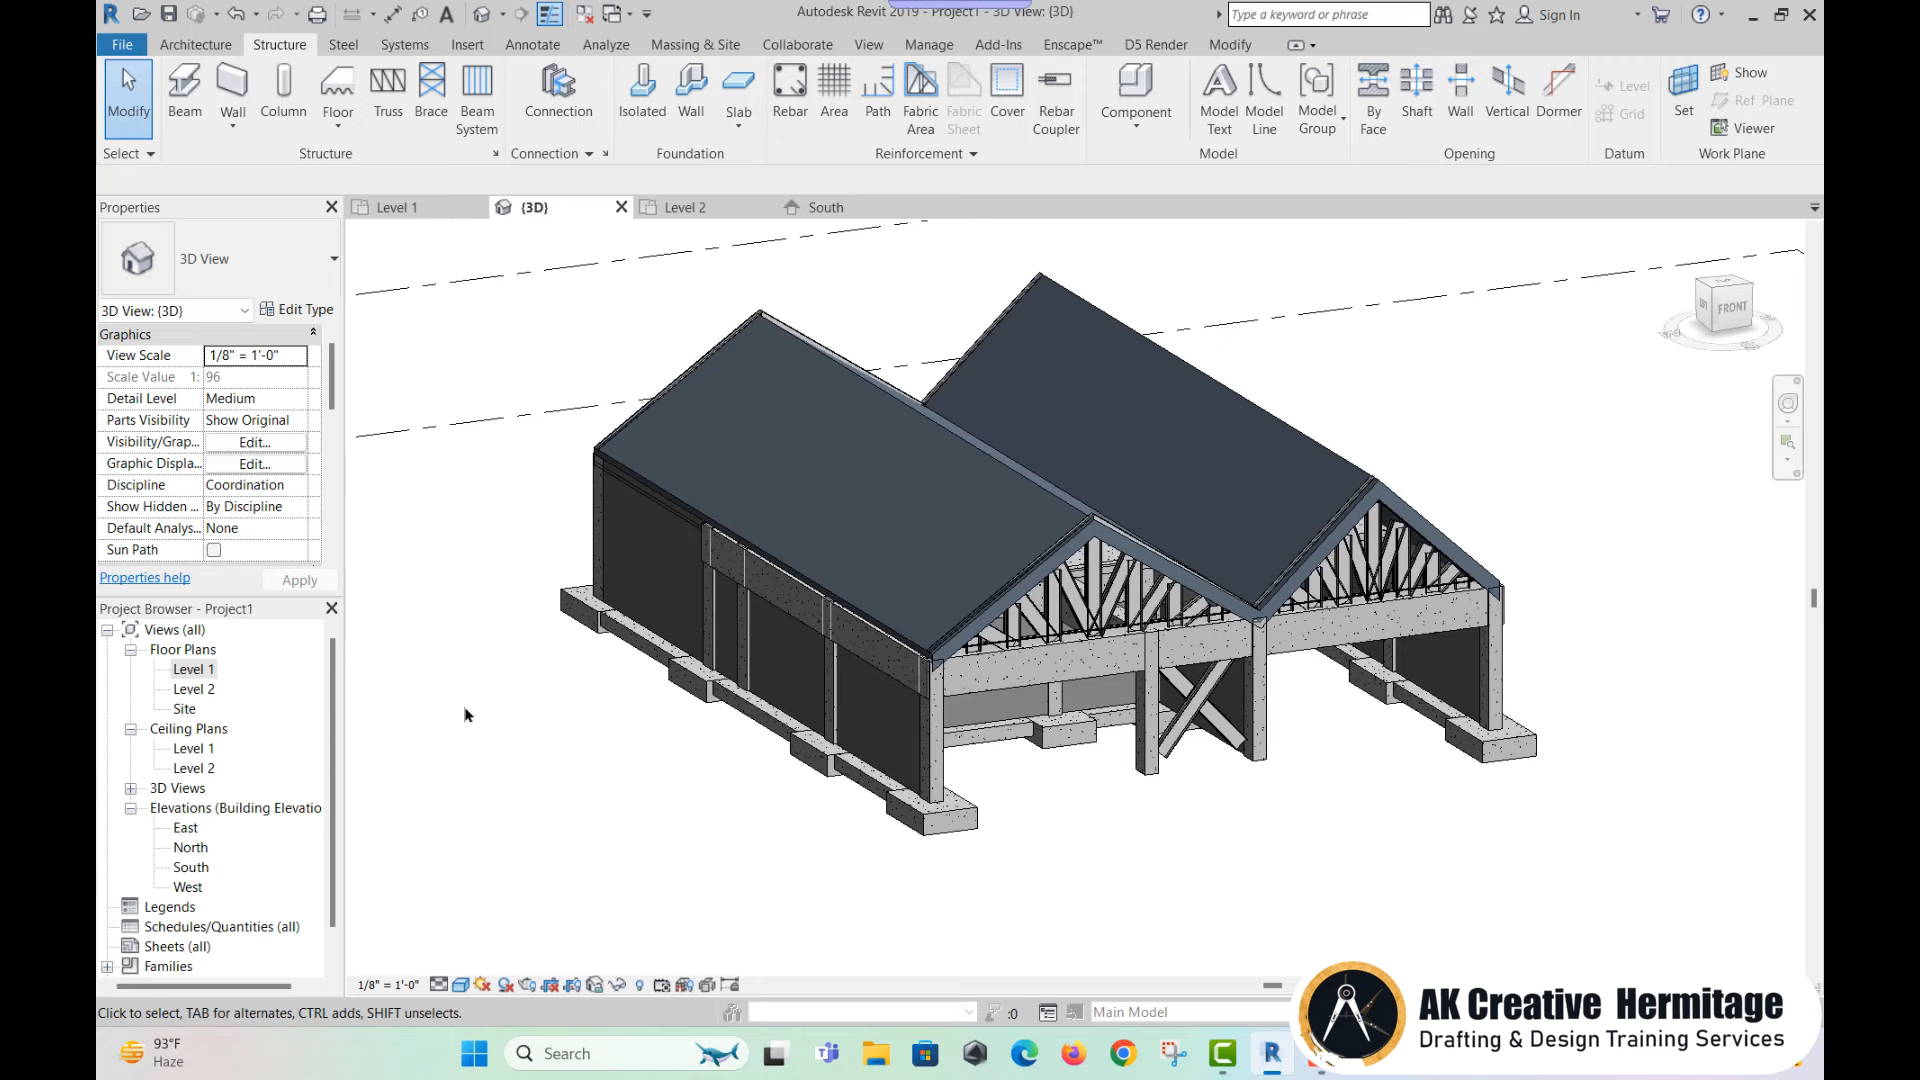 Autodesk Revit 2019 - Project1 - 3D View: {3D}
Type a keyword or phrase
Sign In
File Architecture Structure Steel Systems Insert Annotate Analyze Massing & Site Collaborate View Manage Add-Ins Enscape™ D5 Render Modify
Modify Beam Wall Column Floor Truss Brace Beam System Connection Isolated Wall Slab Rebar Area Path Fabric Area Fabric Sheet Cover Rebar Coupler Component Model Text Model Line Model Group By Face Shaft Wall Vertical Dormer Level Grid Set Show Ref Plane Viewer
Select Structure Connection Foundation Reinforcement Model Opening Datum Work Plane
Properties
Level 1 {3D} Level 2 South
3D View
3D View: {3D} Edit Type
Graphics
View Scale 1/8" = 1'-0"
Scale Value 1: 96
Detail Level Medium
Parts Visibility Show Original
Visibility/Grap... Edit...
Graphic Displa... Edit...
Discipline Coordination
Show Hidden ... By Discipline
Default Analys... None
Sun Path
Properties help Apply
FRONT
Project Browser - Project1
Views (all)
Floor Plans
Level 1
Level 2
Site
Ceiling Plans
Level 1
Level 2
3D Views
Elevations (Building Elevatio
East
North
South
West
Legends
Schedules/Quantities (all)
Sheets (all)
Families
1/8" = 1'-0"
Click to select, TAB for alternates, CTRL adds, SHIFT unselects.
:0
Main Model
AK Creative Hermitage
Drafting & Design Training Services
93°F
Haze
Search